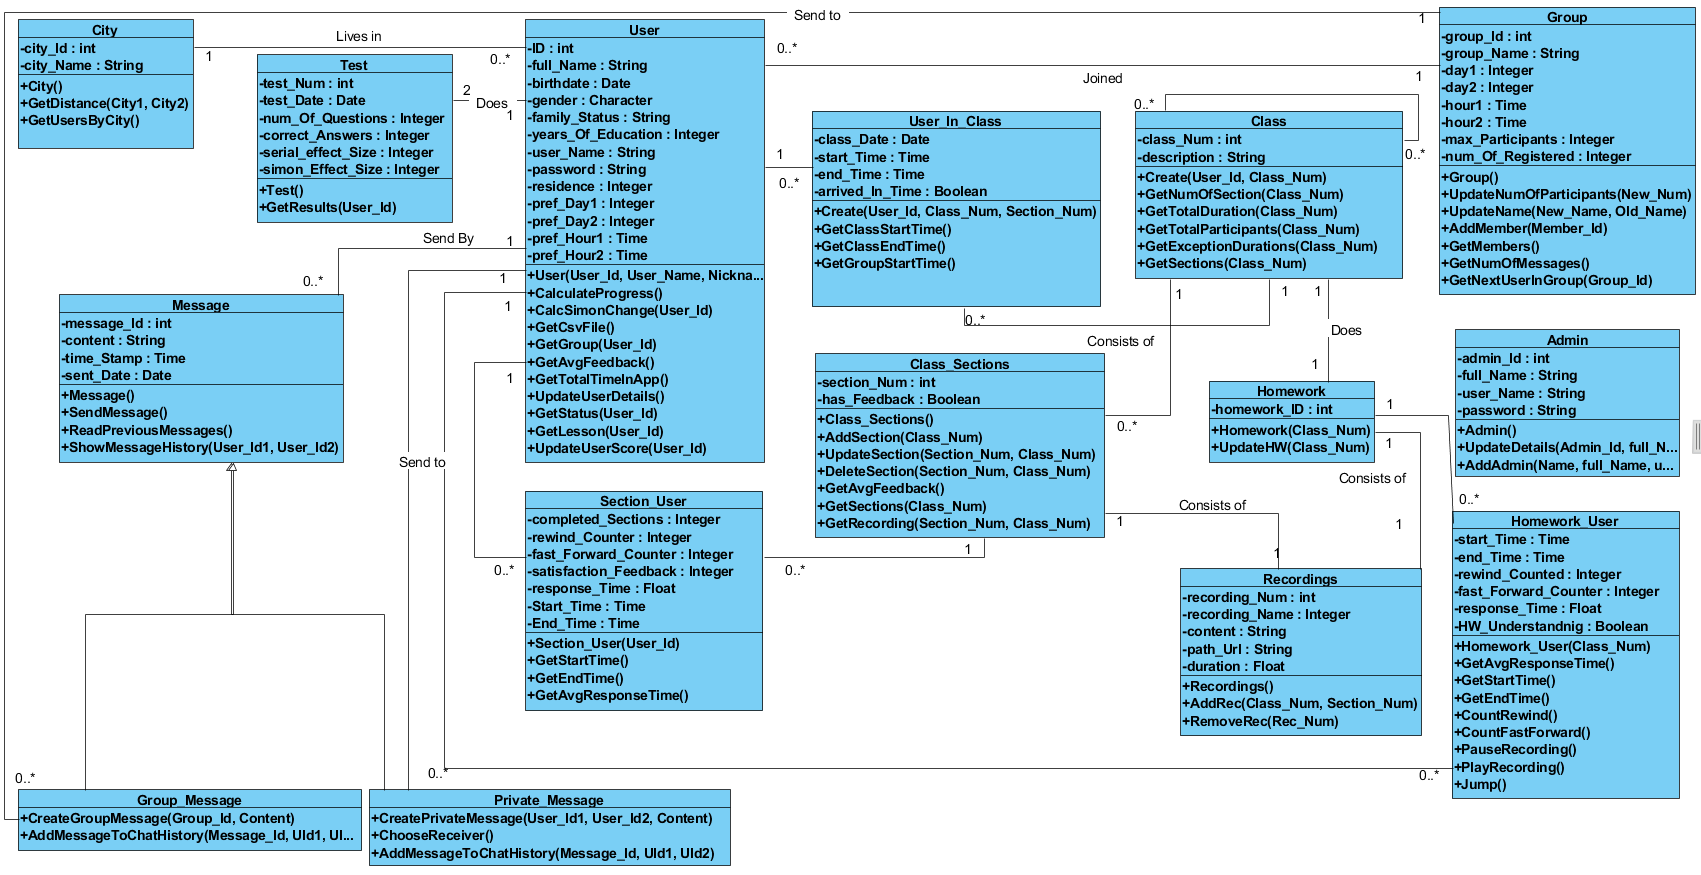 Send to
1
City
-city_Id : int
-city_Name : String
+City()
+GetDistance(City1, City2)
+GetUsersByCity()
Lives in
1
0..*
Test
-test_Num : int
-test_Date : Date
-num_Of_Questions : Integer
-correct_Answers : Integer
-serial_effect_Size : Integer
-simon_Effect_Size : Integer
+Test()
+GetResults(User_Id)
2
Does
1
User
-ID : int
-full_Name : String
-birthdate : Date
-gender : Character
-family_Status : String
-years_Of_Education : Integer
-user_Name : String
-password : String
-residence : Integer
-pref_Day1 : Integer
-pref_Day2 : Integer
-pref_Hour1 : Time
-pref_Hour2 : Time
+User(User_Id, User_Name, Nickna...
+CalculateProgress()
+CalcSimonChange(User_Id)
+GetCsvFile()
+GetGroup(User_Id)
+GetAvgFeedback()
+GetTotalTimeInApp()
+UpdateUserDetails()
+GetStatus(User_Id)
+GetLesson(User_Id)
+UpdateUserScore(User_Id)
0..*
Joined
1
1
0..*
User_In_Class
-class_Date : Date
-start_Time : Time
-end_Time : Time
-arrived_In_Time : Boolean
+Create(User_Id, Class_Num, Section_Num)
+GetClassStartTime()
+GetClassEndTime()
+GetGroupStartTime()
0..*
0..*
0..*
Class
-class_Num : int
-description : String
+Create(User_Id, Class_Num)
+GetNumOfSection(Class_Num)
+GetTotalDuration(Class_Num)
+GetTotalParticipants(Class_Num)
+GetExceptionDurations(Class_Num)
+GetSections(Class_Num)
1
1
1
Group
-group_Id : int
-group_Name : String
-day1 : Integer
-day2 : Integer
-hour1 : Time
-hour2 : Time
-max_Participants : Integer
-num_Of_Registered : Integer
+Group()
+UpdateNumOfParticipants(New_Num)
+UpdateName(New_Name, Old_Name)
+AddMember(Member_Id)
+GetMembers()
+GetNumOfMessages()
+GetNextUserInGroup(Group_Id)
Send By
1
0..*
1
1
1
Message
-message_Id : int
-content : String
-time_Stamp : Time
-sent_Date : Date
+Message()
+SendMessage()
+ReadPreviousMessages()
+ShowMessageHistory(User_Id1, User_Id2)
Send to
Consists of
Class_Sections
-section_Num : int
-has_Feedback : Boolean
+Class_Sections()
+AddSection(Class_Num)
+UpdateSection(Section_Num, Class_Num)
+DeleteSection(Section_Num, Class_Num)
+GetAvgFeedback()
+GetSections(Class_Num)
+GetRecording(Section_Num, Class_Num)
0..*
1
Consists of
1
1
0..*
Does
1
Homework
-homework_ID : int
+Homework(Class_Num)
+UpdateHW(Class_Num)
1
1
Consists of
1
0..*
Admin
-admin_Id : int
-full_Name : String
-user_Name : String
-password : String
+Admin()
+UpdateDetails(Admin_Id, full_N...
+AddAdmin(Name, full_Name, u...
Section_User
-completed_Sections : Integer
-rewind_Counter : Integer
-fast_Forward_Counter : Integer
-satisfaction_Feedback : Integer
-response_Time : Float
-Start_Time : Time
-End_Time : Time
+Section_User(User_Id)
+GetStartTime()
+GetEndTime()
+GetAvgResponseTime()
0..*
Recordings
-recording_Num : int
-recording_Name : Integer
-content : String
-path_Url : String
-duration : Float
+Recordings()
+AddRec(Class_Num, Section_Num)
+RemoveRec(Rec_Num)
Homework_User
-start_Time : Time
-end_Time : Time
-rewind_Counted : Integer
-fast_Forward_Counter : Integer
-response_Time : Float
-HW_Understandnig : Boolean
+Homework_User(Class_Num)
+GetAvgResponseTime()
+GetStartTime()
+GetEndTime()
+CountRewind()
+CountFastForward()
+PauseRecording()
+PlayRecording()
+Jump()
0..*
0..*
0..*
Group_Message
+CreateGroupMessage(Group_Id, Content)
+AddMessageToChatHistory(Message_Id, UId1, UI...
Private_Message
+CreatePrivateMessage(User_Id1, User_Id2, Content)
+ChooseReceiver()
+AddMessageToChatHistory(Message_Id, UId1, UId2)